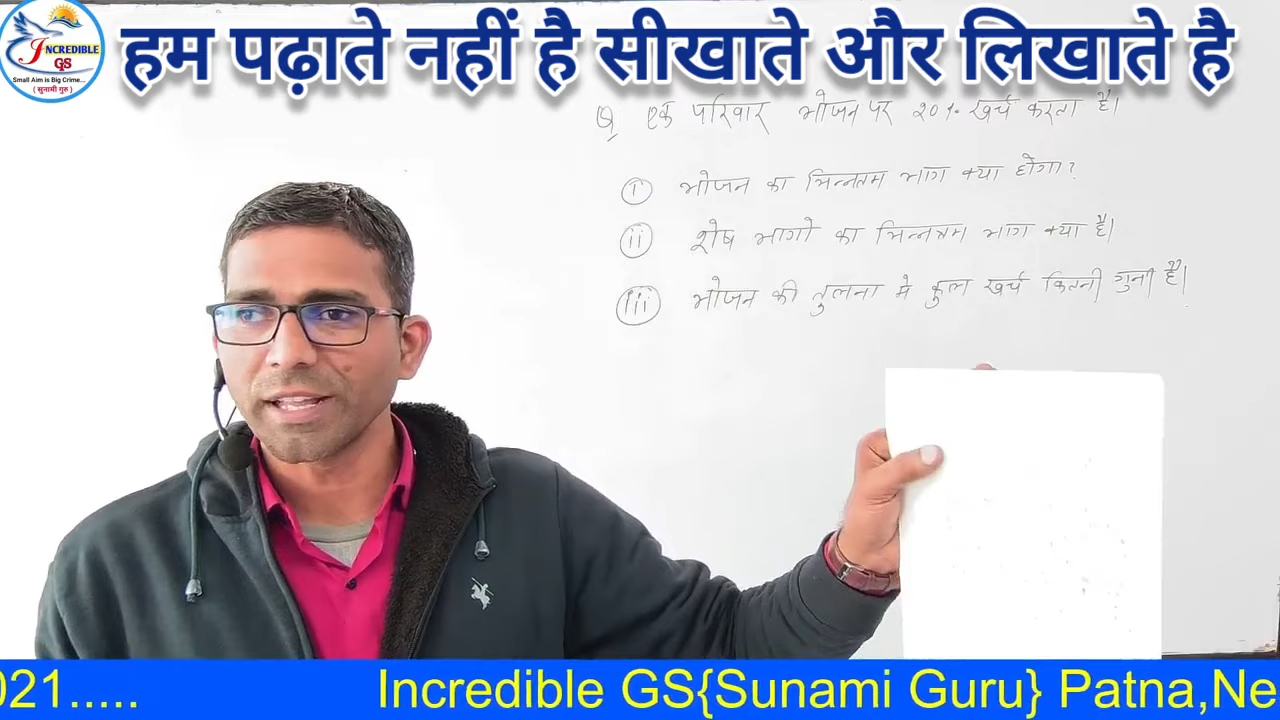 INCREDIBLE
GS
Small Aim is Big Crime...
( सुनामी गुरु )
हम पढ़ाते नहीं है सीखाते और लिखाते है
Q एक परिवार भोजन पर 20% खर्च करता है।
(i) भोजन का भिन्नतम भाग क्या होगा?
(ii) शेष भागो का भिन्नतम भाग क्या है।
(iii) भोजन की तुलना मे कुल खर्च कितनी गुनी है।
021..... Incredible GS{Sunami Guru} Patna,Ne